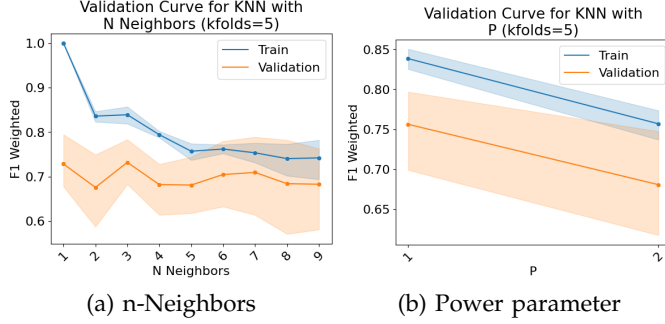 Validation Curve for KNN with
N Neighbors (kfolds=5)
1.0
0.9
0.8
0.7
0.6
F1 Weighted
Train
Validation
1 2 3 4 5 6 7 8 9
N Neighbors
(a) n-Neighbors
Validation Curve for KNN with
P (kfolds=5)
0.85
0.80
0.75
0.70
0.65
F1 Weighted
Train
Validation
1 2
P
(b) Power parameter